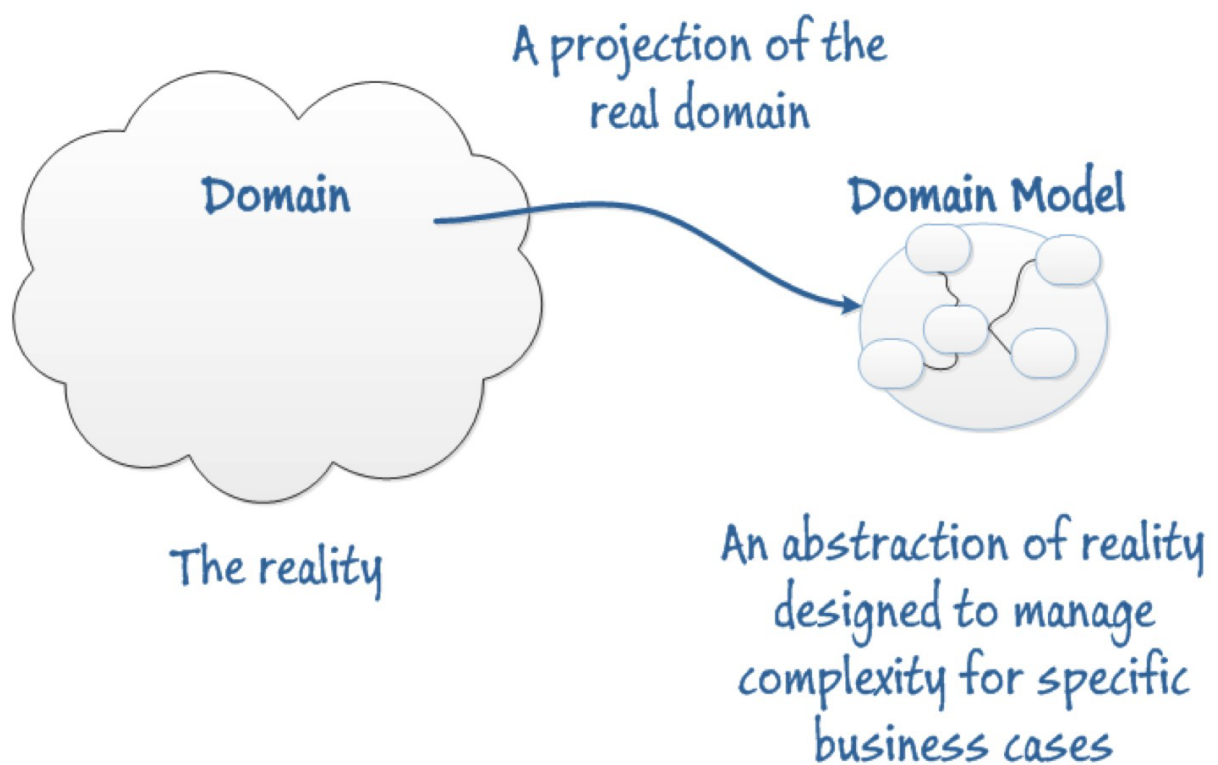 A projection of the
real domain
Domain
Domain Model
The reality
An abstraction of reality
designed to manage
complexity for specific
business cases